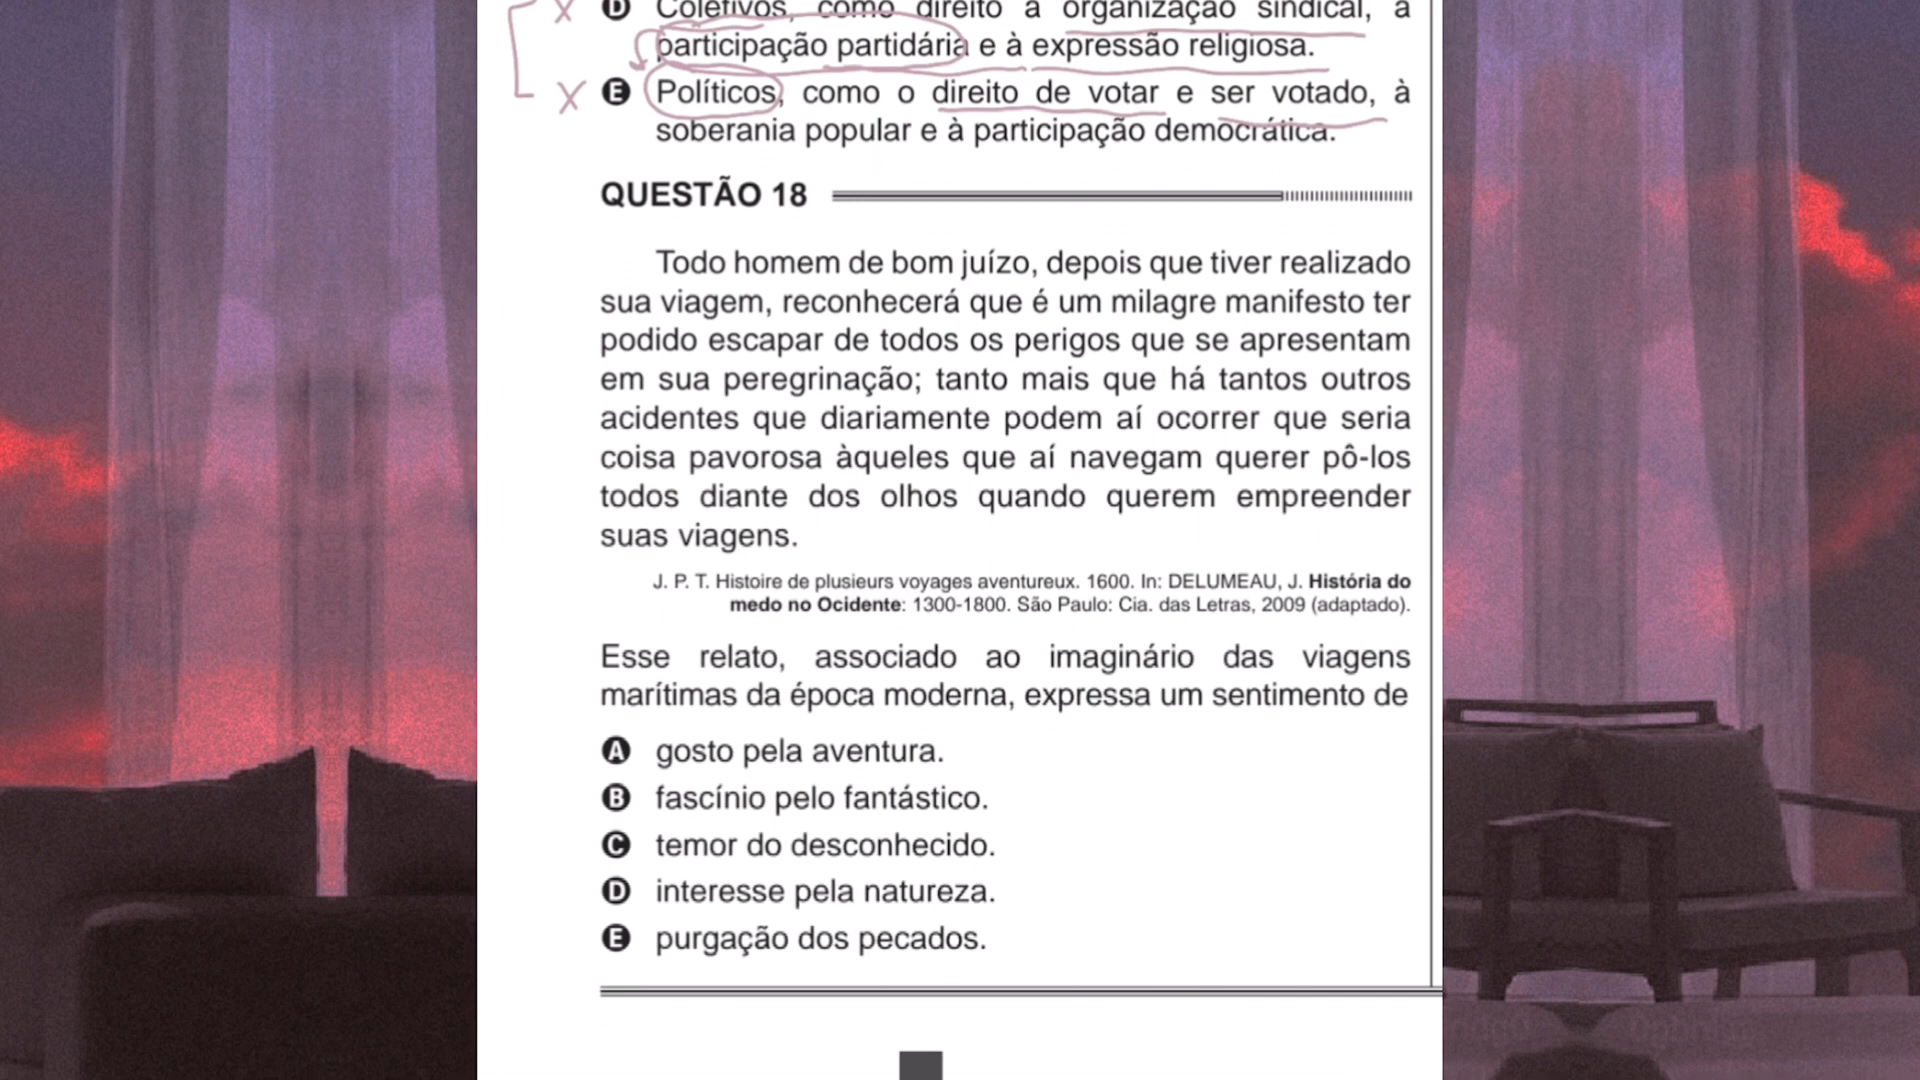 D Coletivos, como direito à organização sindical, à
participação partidária e à expressão religiosa.
X E Políticos, como o direito de votar e ser votado, à
soberania popular e à participação democrática.
QUESTÃO 18
Todo homem de bom juízo, depois que tiver realizado
sua viagem, reconhecerá que é um milagre manifesto ter
podido escapar de todos os perigos que se apresentam
em sua peregrinação; tanto mais que há tantos outros
acidentes que diariamente podem aí ocorrer que seria
coisa pavorosa àqueles que aí navegam querer pô-los
todos diante dos olhos quando querem empreender
suas viagens.
J. P. T. Histoire de plusieurs voyages aventureux. 1600. In: DELUMEAU, J. História do
medo no Ocidente: 1300-1800. São Paulo: Cia. das Letras, 2009 (adaptado).
Esse relato, associado ao imaginário das viagens
marítimas da época moderna, expressa um sentimento de
A gosto pela aventura.
B fascínio pelo fantástico.
C temor do desconhecido.
D interesse pela natureza.
E purgação dos pecados.